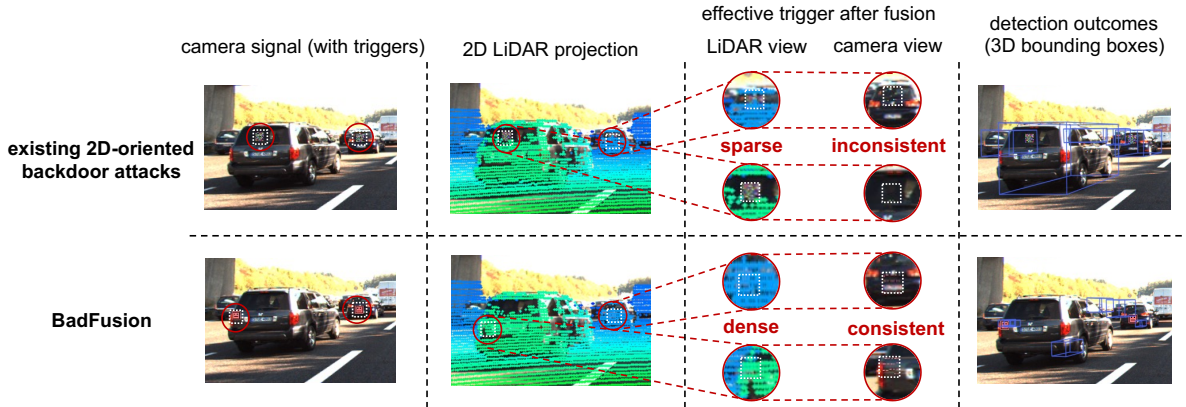 effective trigger after fusion
camera signal (with triggers)
2D LiDAR projection
LiDAR view
camera view
detection outcomes
(3D bounding boxes)
existing 2D-oriented
backdoor attacks
sparse
inconsistent
BadFusion
dense
consistent